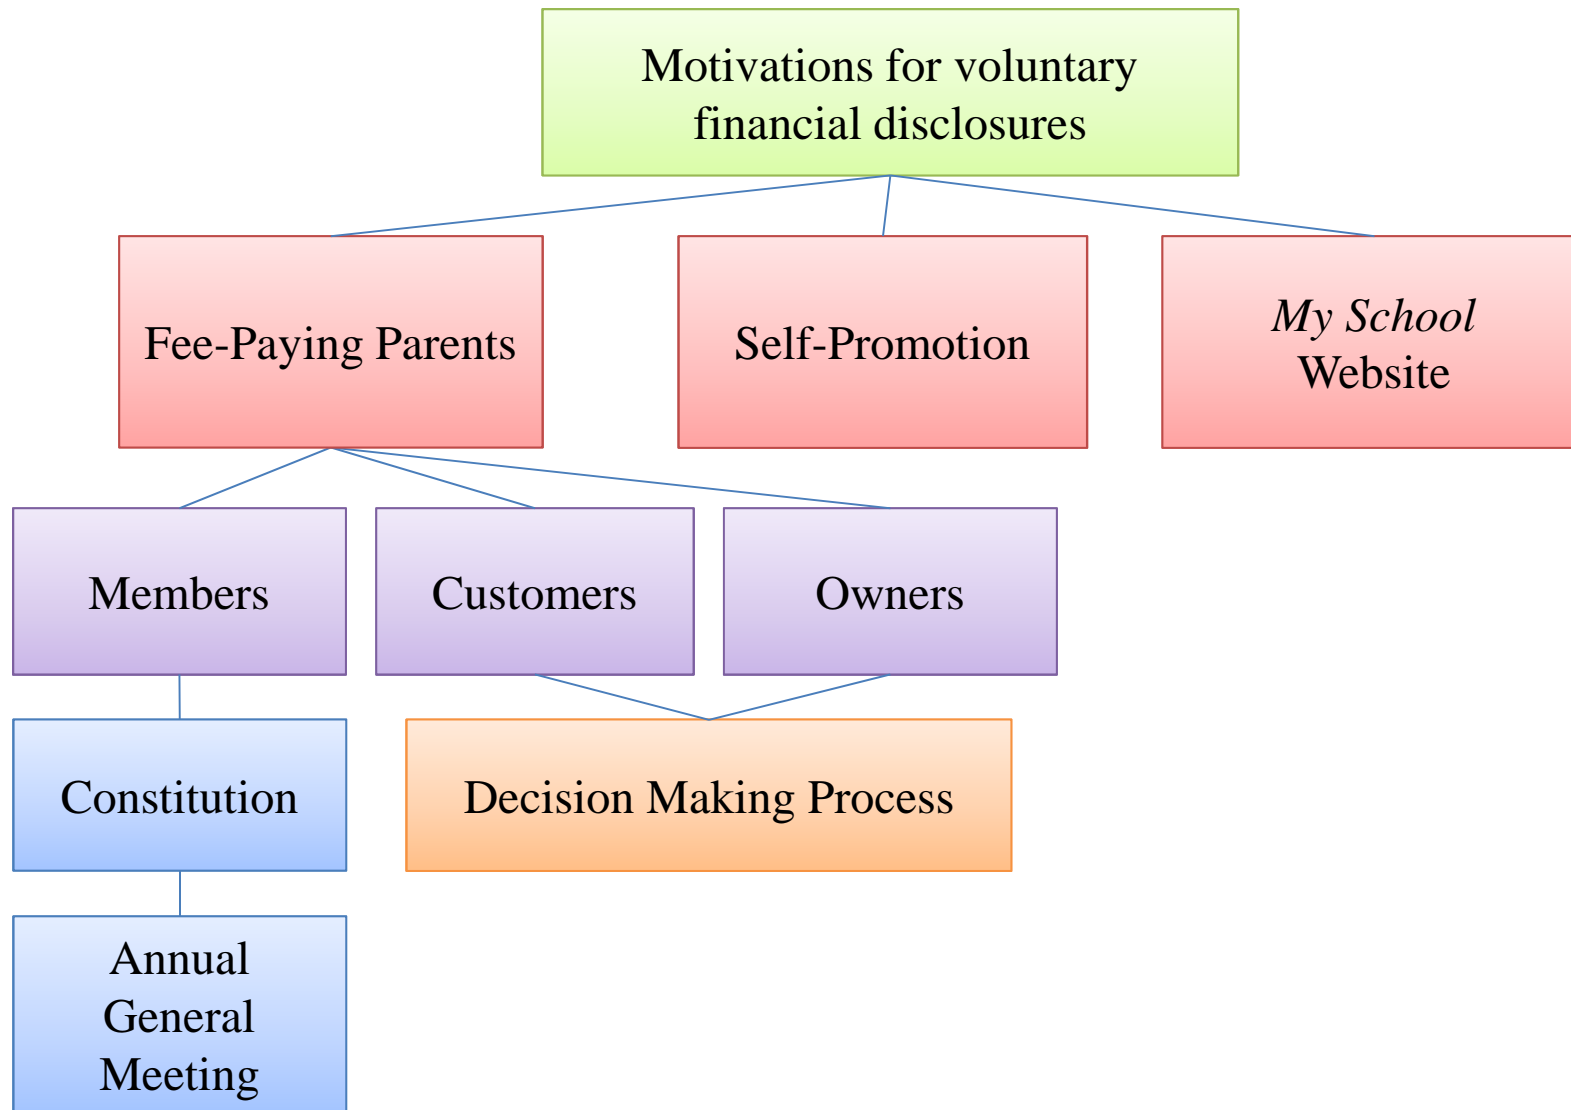 Motivations for voluntary
financial disclosures
Fee-Paying Parents
Self-Promotion
My School
Website
Members
Customers
Owners
Constitution
Decision Making Process
Annual
General
Meeting